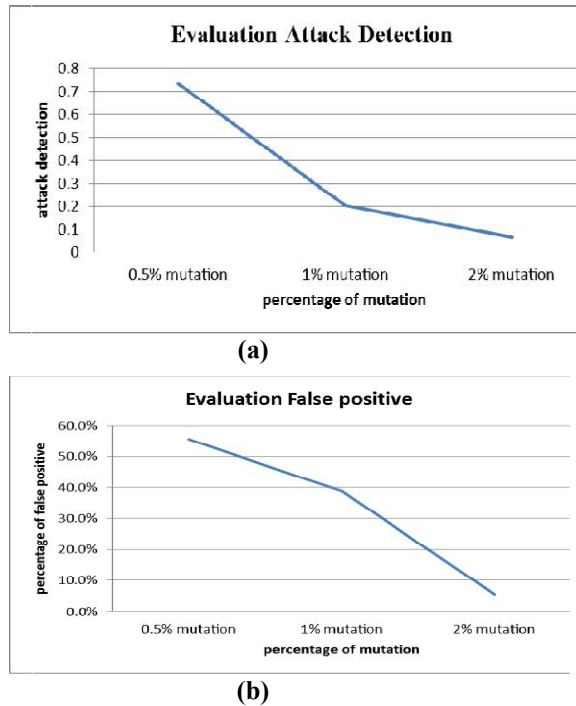 Evaluation Attack Detection
0.8
0.7
0.6
0.5
0.4
0.3
0.2
0.1
0
attack detection
0.5% mutation 1% mutation 2% mutation
percentage of mutation
(a)
Evaluation False positive
60.0%
50.0%
40.0%
30.0%
20.0%
10.0%
0.0%
percentage of false positive
0.5% mutation 1% mutation 2% mutation
percentage of mutation
(b)